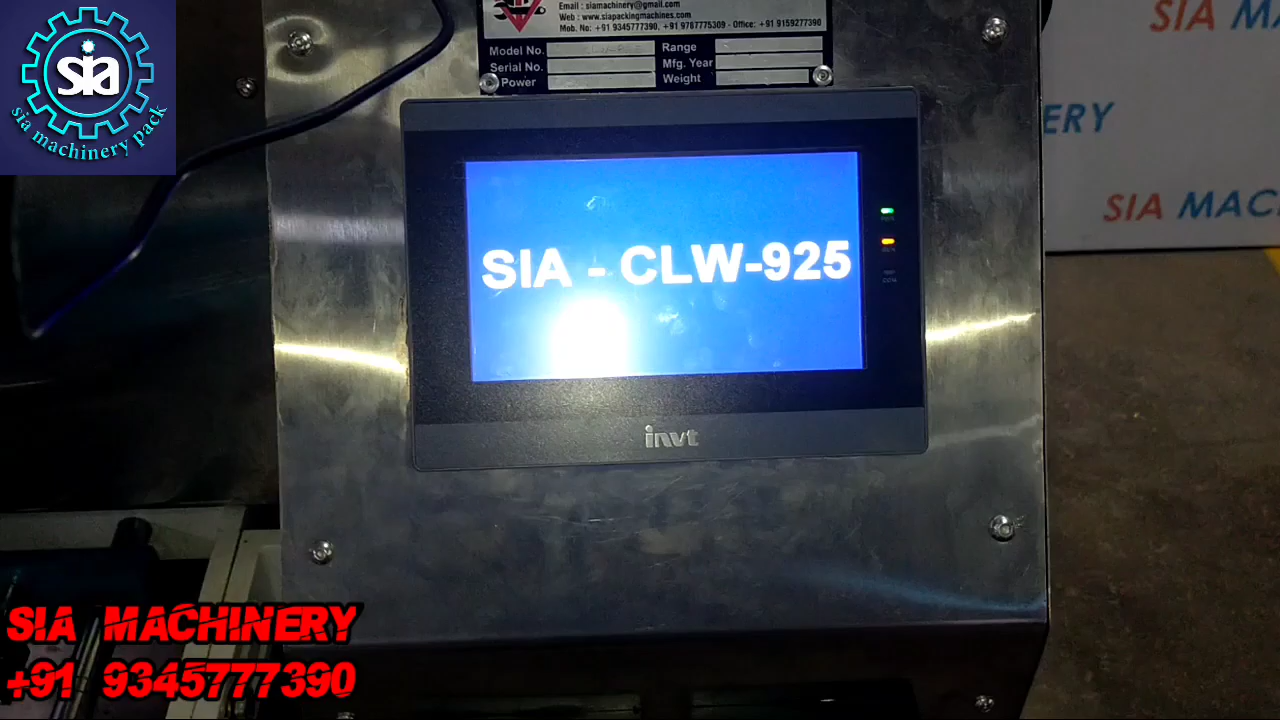 sia
sia machinery pack
Email : siamachinery@gmail.com
Web : www.siapackingmachines.com
Mob. No: +91 9345777390, +91 9787775309 - Office: +91 9159277390
Model No. Range
Serial No. Mfg. Year
Power Weight
SIA MA
ERY
SIA MAC
SIA - CLW-925
invt
SIA MACHINERY
+91 9345777390